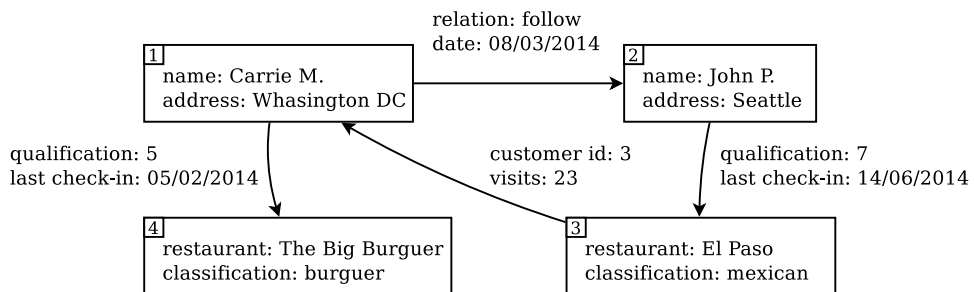 relation: follow
date: 08/03/2014
1
name: Carrie M.
address: Whasington DC
2
name: John P.
address: Seattle
qualification: 5
last check-in: 05/02/2014
customer id: 3
visits: 23
qualification: 7
last check-in: 14/06/2014
4
restaurant: The Big Burguer
classification: burguer
3
restaurant: El Paso
classification: mexican